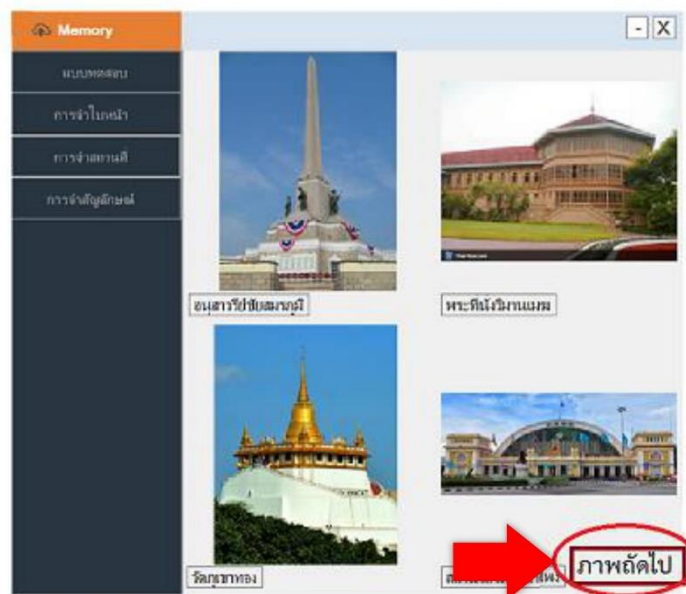 Memory
- X
แบบทดสอบ
การจำใบหน้า
การจำสถานที่
การจำสัญลักษณ์
อนุสาวรีย์ชัยสมรภูมิ
พระที่นั่งวิมานเมฆ
วัดภูเขาทอง
ภาพถัดไป